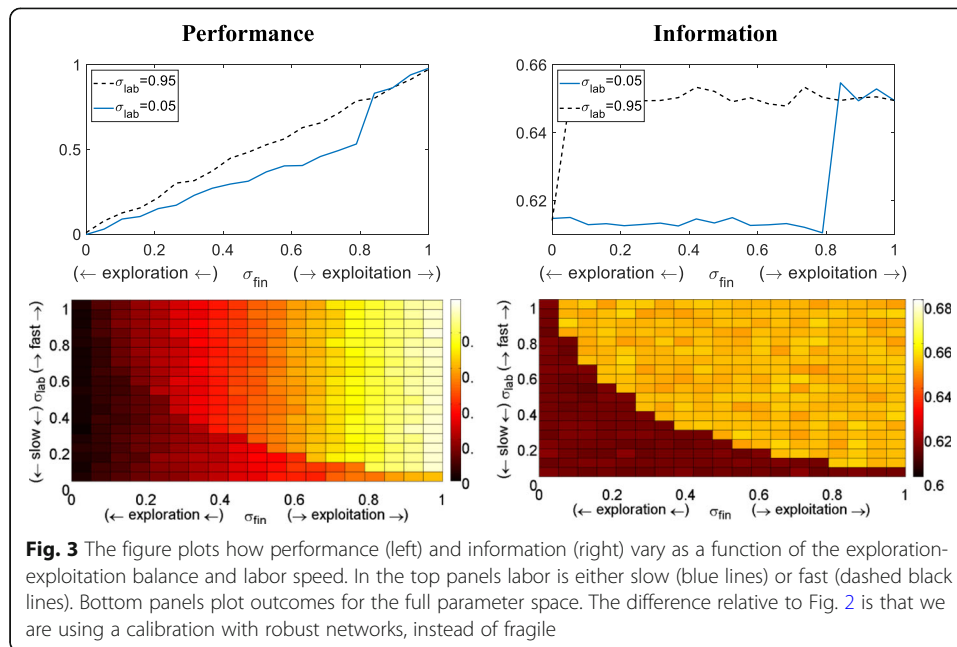 Performance
Information
1
0.5
0
σlab=0.95
σlab=0.05
0 0.2 0.4 0.6 0.8 1
(← exploration ←) σfin (→ exploitation →)
0.66
0.64
0.62
σlab=0.05
σlab=0.95
0 0.2 0.4 0.6 0.8 1
(← exploration ←) σfin (→ exploitation →)
(← slow ←) σlab (→ fast →)
1
0.8
0.6
0.4
0.2
0
0 0.2 0.4 0.6 0.8 1
(← exploration ←) σfin (→ exploitation →)
0.
0.
0.
0.
0
(← slow ←) σlab (→ fast →)
1
0.8
0.6
0.4
0.2
0
0 0.2 0.4 0.6 0.8 1
(← exploration ←) σfin (→ exploitation →)
0.68
0.66
0.64
0.62
0.6
Fig. 3 The figure plots how performance (left) and information (right) vary as a function of the exploration-
exploitation balance and labor speed. In the top panels labor is either slow (blue lines) or fast (dashed black
lines). Bottom panels plot outcomes for the full parameter space. The difference relative to Fig. 2 is that we
are using a calibration with robust networks, instead of fragile